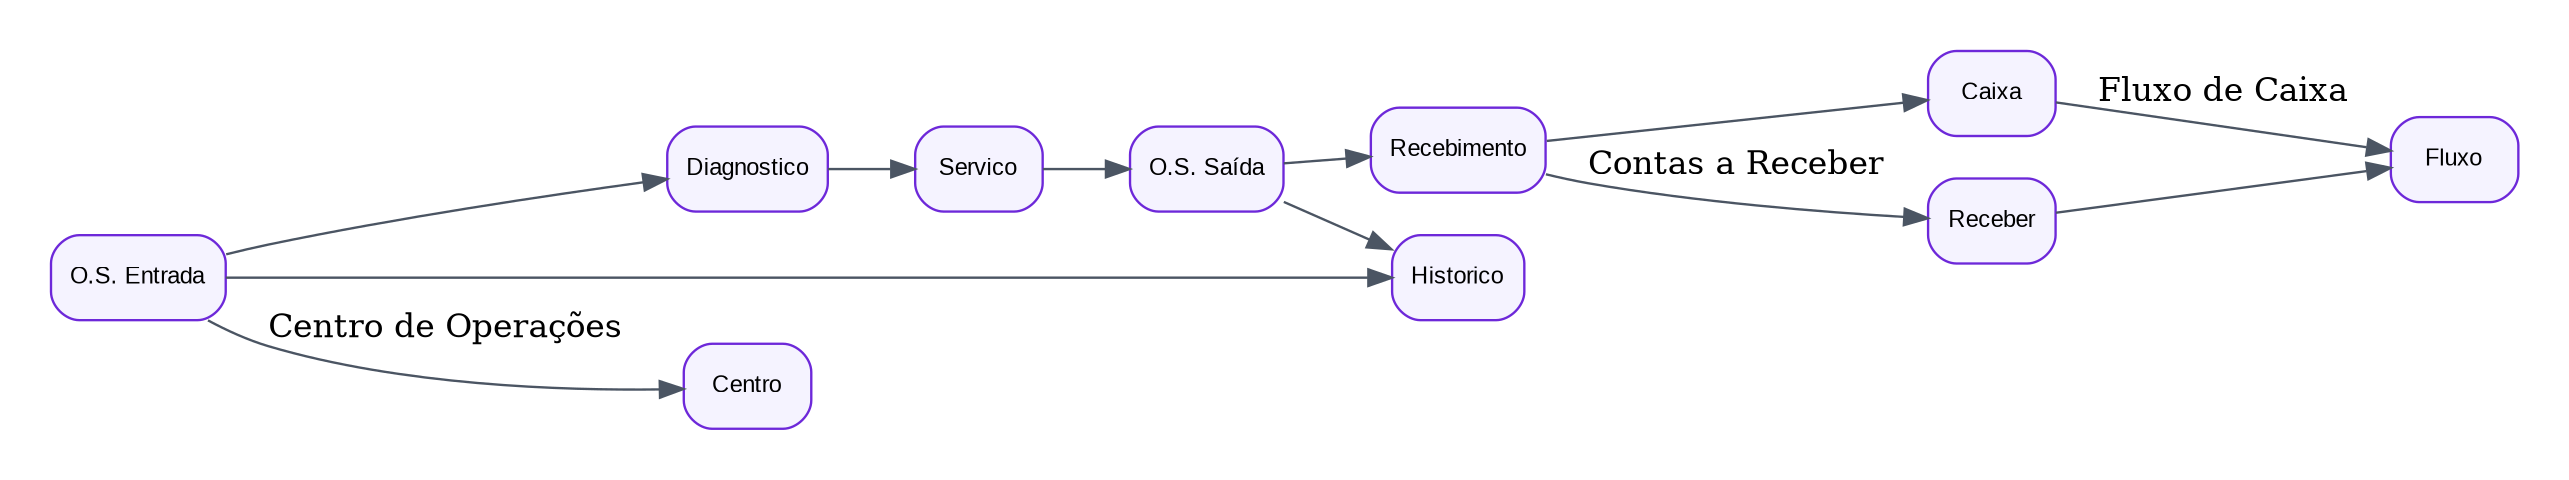 O.S. Entrada
Centro de Operações
Diagnostico
Centro
Servico
O.S. Saída
Recebimento
Historico
Contas a Receber
Caixa
Receber
Fluxo de Caixa
Fluxo